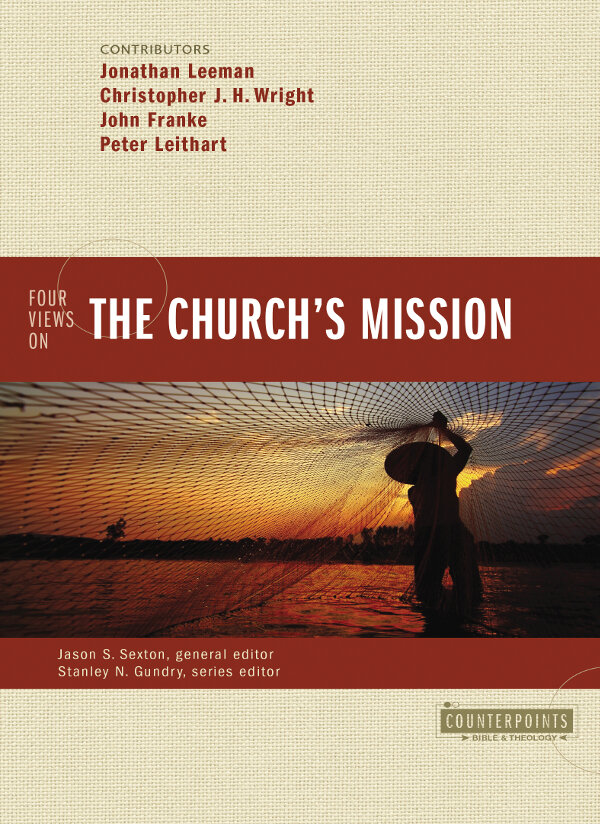 CONTRIBUTORS
Jonathan Leeman
Christopher J. H. Wright
John Franke
Peter Leithart
FOUR
VIEWS
ON
THE CHURCH'S MISSION
Jason S. Sexton, general editor
Stanley N. Gundry, series editor
COUNTERPOINTS
BIBLE & THEOLOGY